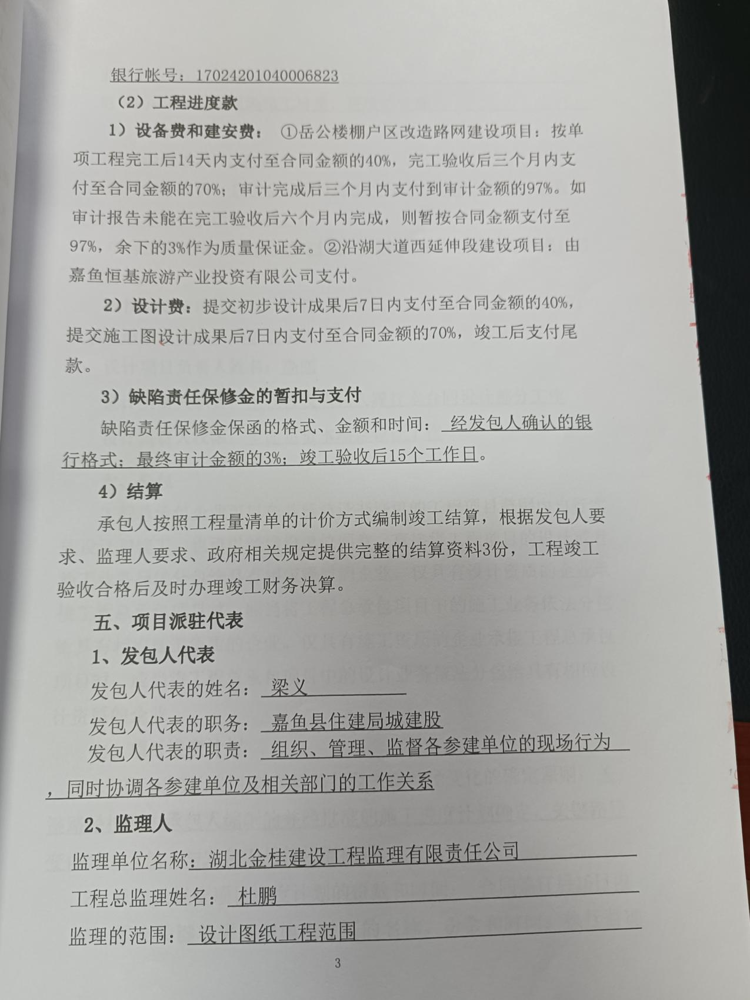 银行帐号：17024201040006823
（2）工程进度款
1）设备费和建安费： ①岳公楼棚户区改造路网建设项目：按单
项工程完工后14天内支付至合同金额的40%，完工验收后三个月内支
付至合同金额的70%；审计完成后三个月内支付到审计金额的97%。如
审计报告未能在完工验收后六个月内完成，则暂按合同金额支付至
97%，余下的3%作为质量保证金。②沿湖大道西延伸段建设项目：由
嘉鱼恒基旅游产业投资有限公司支付。
2）设计费：提交初步设计成果后7日内支付至合同金额的40%，
提交施工图设计成果后7日内支付至合同金额的70%，竣工后支付尾
款。
3）缺陷责任保修金的暂扣与支付
缺陷责任保修金保函的格式、金额和时间： 经发包人确认的银
行格式；最终审计金额的3%；竣工验收后15个工作日。
4）结算
承包人按照工程量清单的计价方式编制竣工结算，根据发包人要
求、监理人要求、政府相关规定提供完整的结算资料3份，工程竣工
验收合格后及时办理竣工财务决算。
五、项目派驻代表
1、发包人代表
发包人代表的姓名： 梁义
发包人代表的职务： 嘉鱼县住建局城建股
发包人代表的职责： 组织、管理、监督各参建单位的现场行为
，同时协调各参建单位及相关部门的工作关系
2、监理人
监理单位名称：湖北金桂建设工程监理有限责任公司
工程总监理姓名： 杜鹏
监理的范围： 设计图纸工程范围
3